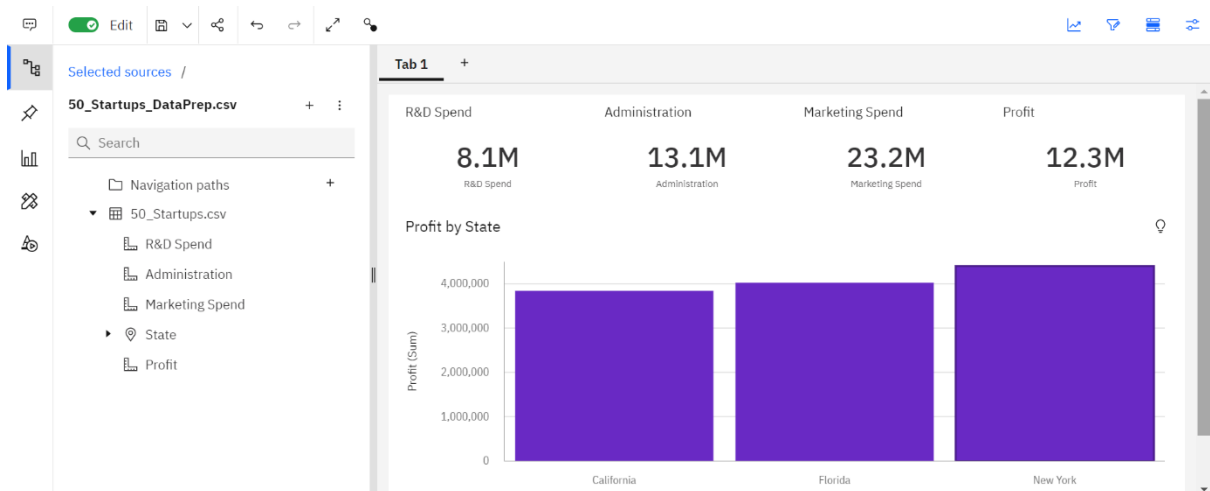 Edit
Selected sources /
50_Startups_DataPrep.csv
Search
Navigation paths
50_Startups.csv
R&D Spend
Administration
Marketing Spend
State
Profit
Tab 1
R&D Spend Administration Marketing Spend Profit
8.1M 13.1M 23.2M 12.3M
R&D Spend Administration Marketing Spend Profit
Profit by State
Profit (Sum)
4,000,000
3,000,000
2,000,000
1,000,000
0
California Florida New York